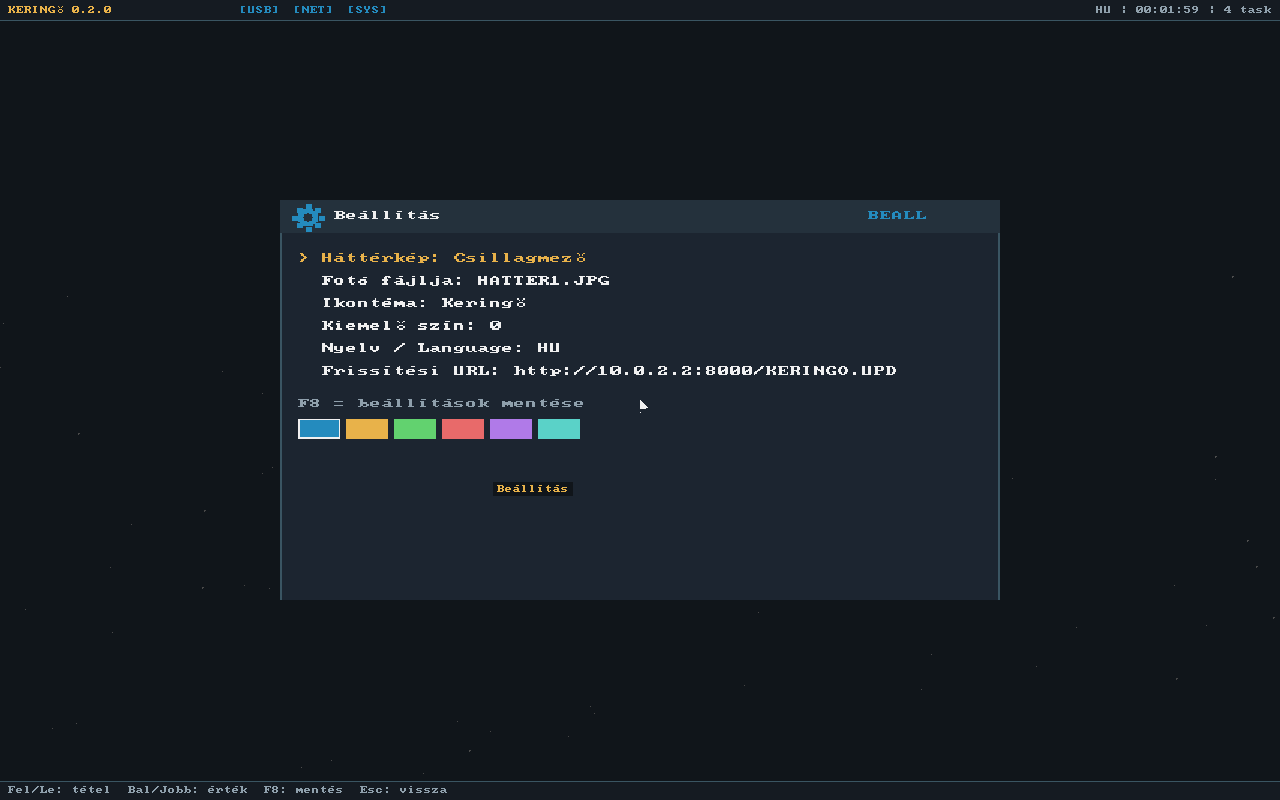 KERINGŐ 0.2.0 [USB] [NET] [SYS] HU | 00:01:59 | 4 task
Beállítás BEALL
> Háttérkép: Csillagmező
Fotó fájlja: HATTER1.JPG
Ikontéma: Keringő
Kiemelő szín: 0
Nyelv / Language: HU
Frissítési URL: http://10.0.2.2:8000/KERINGO.UPD
F8 = beállítások mentése
Beállítás
Fel/Le: tétel Bal/Jobb: érték F8: mentés Esc: vissza